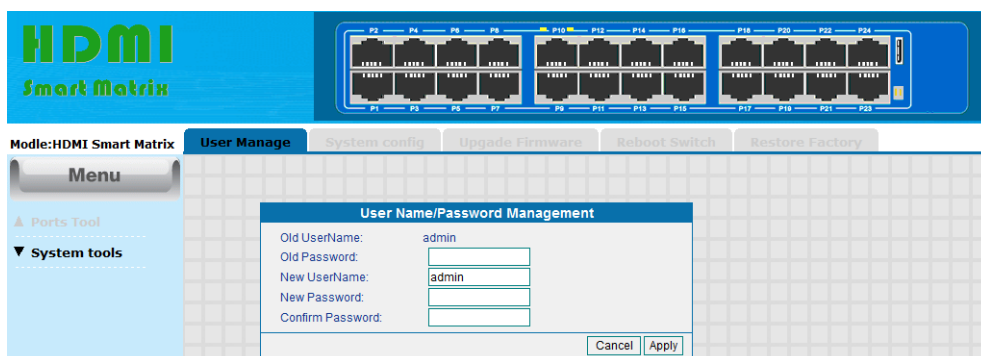 HDMI
Smart Matrix
P2 P4 P6 P8 P10 P12 P14 P16 P18 P20 P22 P24
P1 P3 P5 P7 P9 P11 P13 P15 P17 P19 P21 P23
Modle:HDMI Smart Matrix
User Manage System config Upgade Firmware Reboot Switch Restore Factory
Menu
▲ Ports Tool
▼ System tools
User Name/Password Management
Old UserName: admin
Old Password:
New UserName: admin
New Password:
Confirm Password:
Cancel Apply